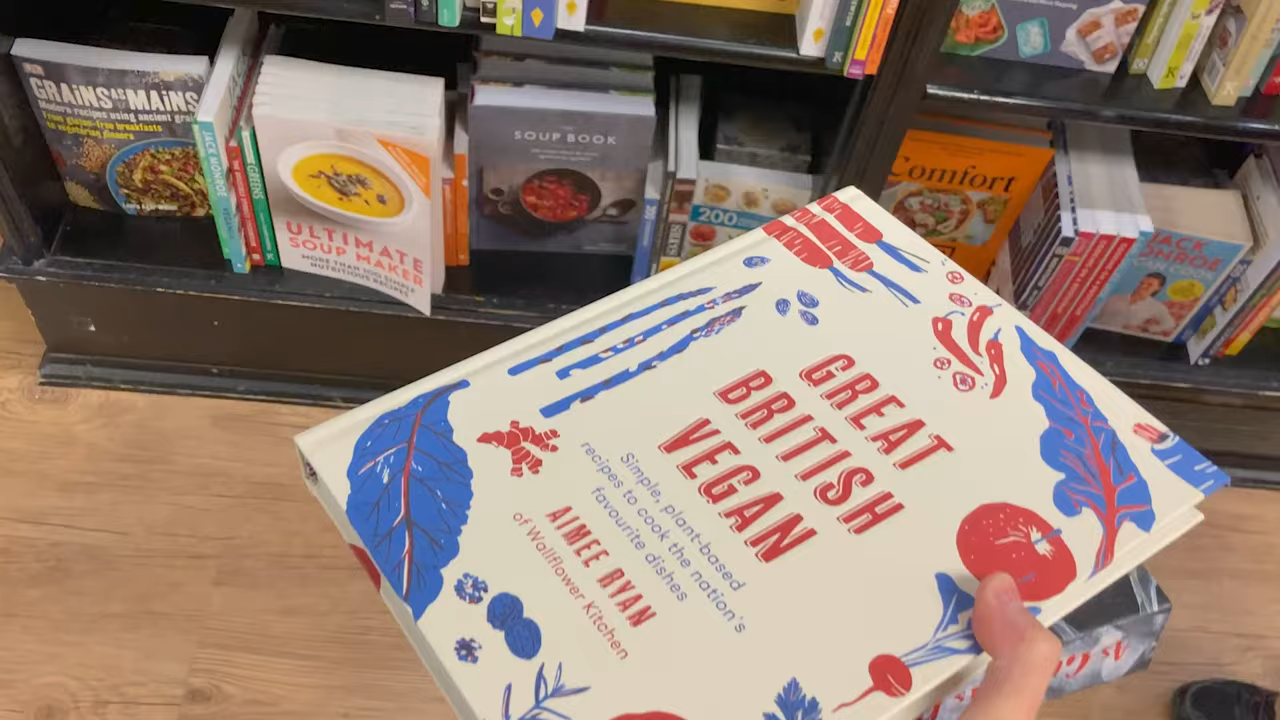 GRAINS AS MAINS
Modern recipes using ancient grains
From gluten-free breakfasts
to vegetarian dinners
JACK MONROE
GREENS
ULTIMATE
SOUP MAKER
MORE THAN 100 SIMPLE
NUTRITIOUS RECIPES
THE
SOUP BOOK
200
200
Comfort
JACK
MONROE
GREAT
BRITISH
VEGAN
Simple, plant-based
recipes to cook the nation's
favourite dishes
AIMEE RYAN
of Wallflower Kitchen